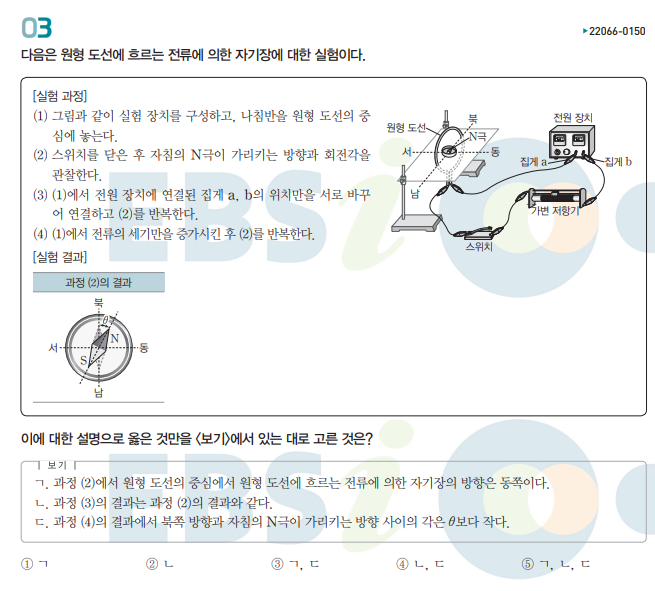 03
▶22066-0150
다음은 원형 도선에 흐르는 전류에 의한 자기장에 대한 실험이다.
[실험 과정]
(1) 그림과 같이 실험 장치를 구성하고, 나침반을 원형 도선의 중
심에 놓는다.
(2) 스위치를 닫은 후 자침의 N극이 가리키는 방향과 회전각을
관찰한다.
(3) (1)에서 전원 장치에 연결된 집게 a, b의 위치만을 서로 바꾸
어 연결하고 (2)를 반복한다.
(4) (1)에서 전류의 세기만을 증가시킨 후 (2)를 반복한다.
원형 도선
북
N극
서
동
남
전원 장치
집게 a
집게 b
가변 저항기
스위치
[실험 결과]
과정 (2)의 결과
북
θ
N
서
동
S
남
이에 대한 설명으로 옳은 것만을 <보기>에서 있는 대로 고른 것은?
보기
ㄱ. 과정 (2)에서 원형 도선의 중심에서 원형 도선에 흐르는 전류에 의한 자기장의 방향은 동쪽이다.
ㄴ. 과정 (3)의 결과는 과정 (2)의 결과와 같다.
ㄷ. 과정 (4)의 결과에서 북쪽 방향과 자침의 N극이 가리키는 방향 사이의 각은 θ보다 작다.
① ㄱ ② ㄴ ③ ㄱ, ㄷ ④ ㄴ, ㄷ ⑤ ㄱ, ㄴ, ㄷ
EBSi
EBSi